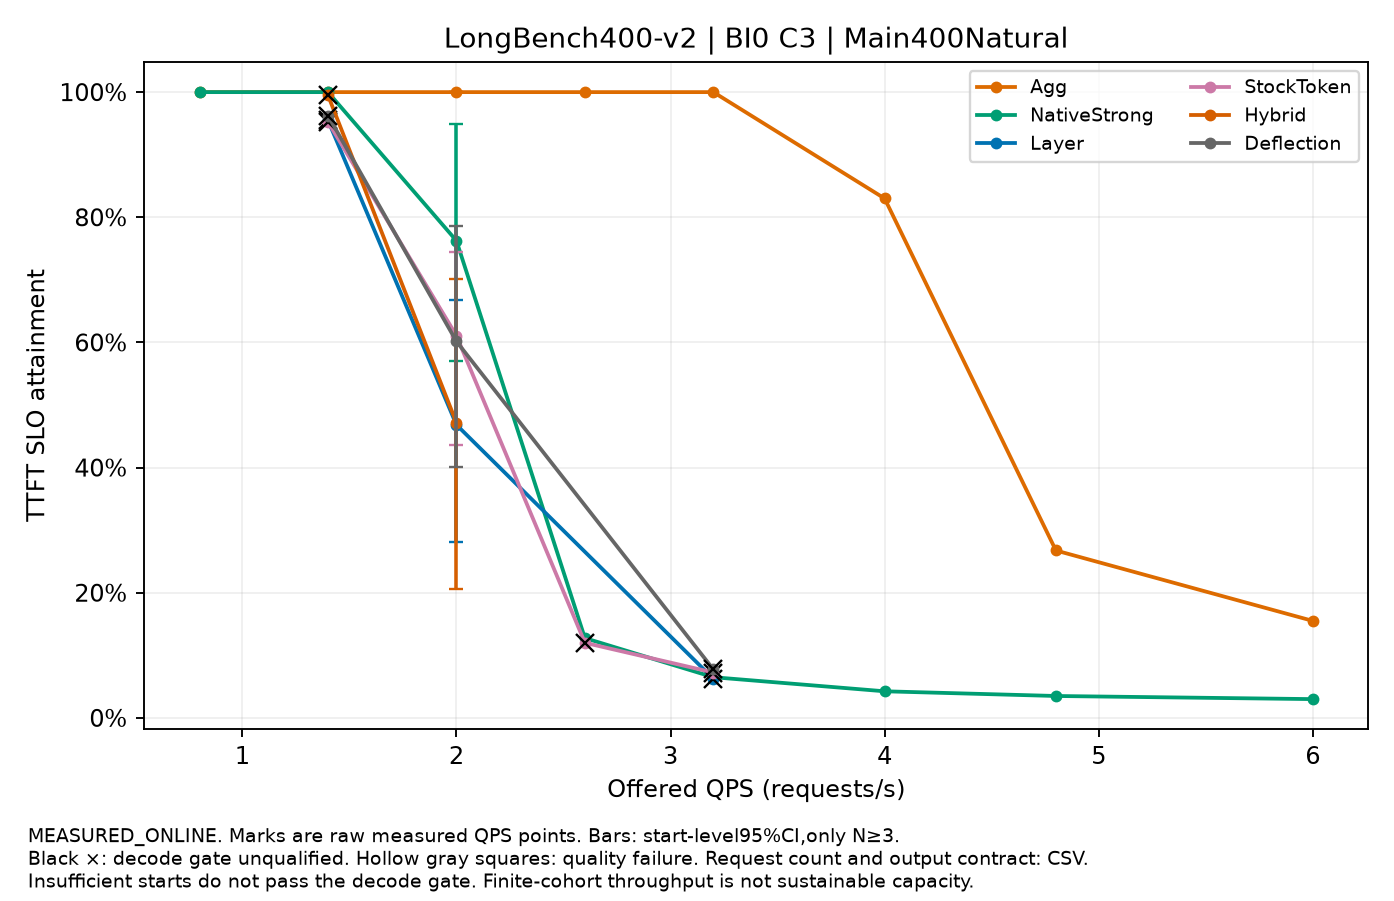 LongBench400-v2 | BI0 C3 | Main400Natural
Agg
NativeStrong
Layer
StockToken
Hybrid
Deflection
TTFT SLO attainment
100%
80%
60%
40%
20%
0%
1 2 3 4 5 6
Offered QPS (requests/s)
MEASURED_ONLINE. Marks are raw measured QPS points. Bars: start-level95%CI,only N≥3.
Black ×: decode gate unqualified. Hollow gray squares: quality failure. Request count and output contract: CSV.
Insufficient starts do not pass the decode gate. Finite-cohort throughput is not sustainable capacity.